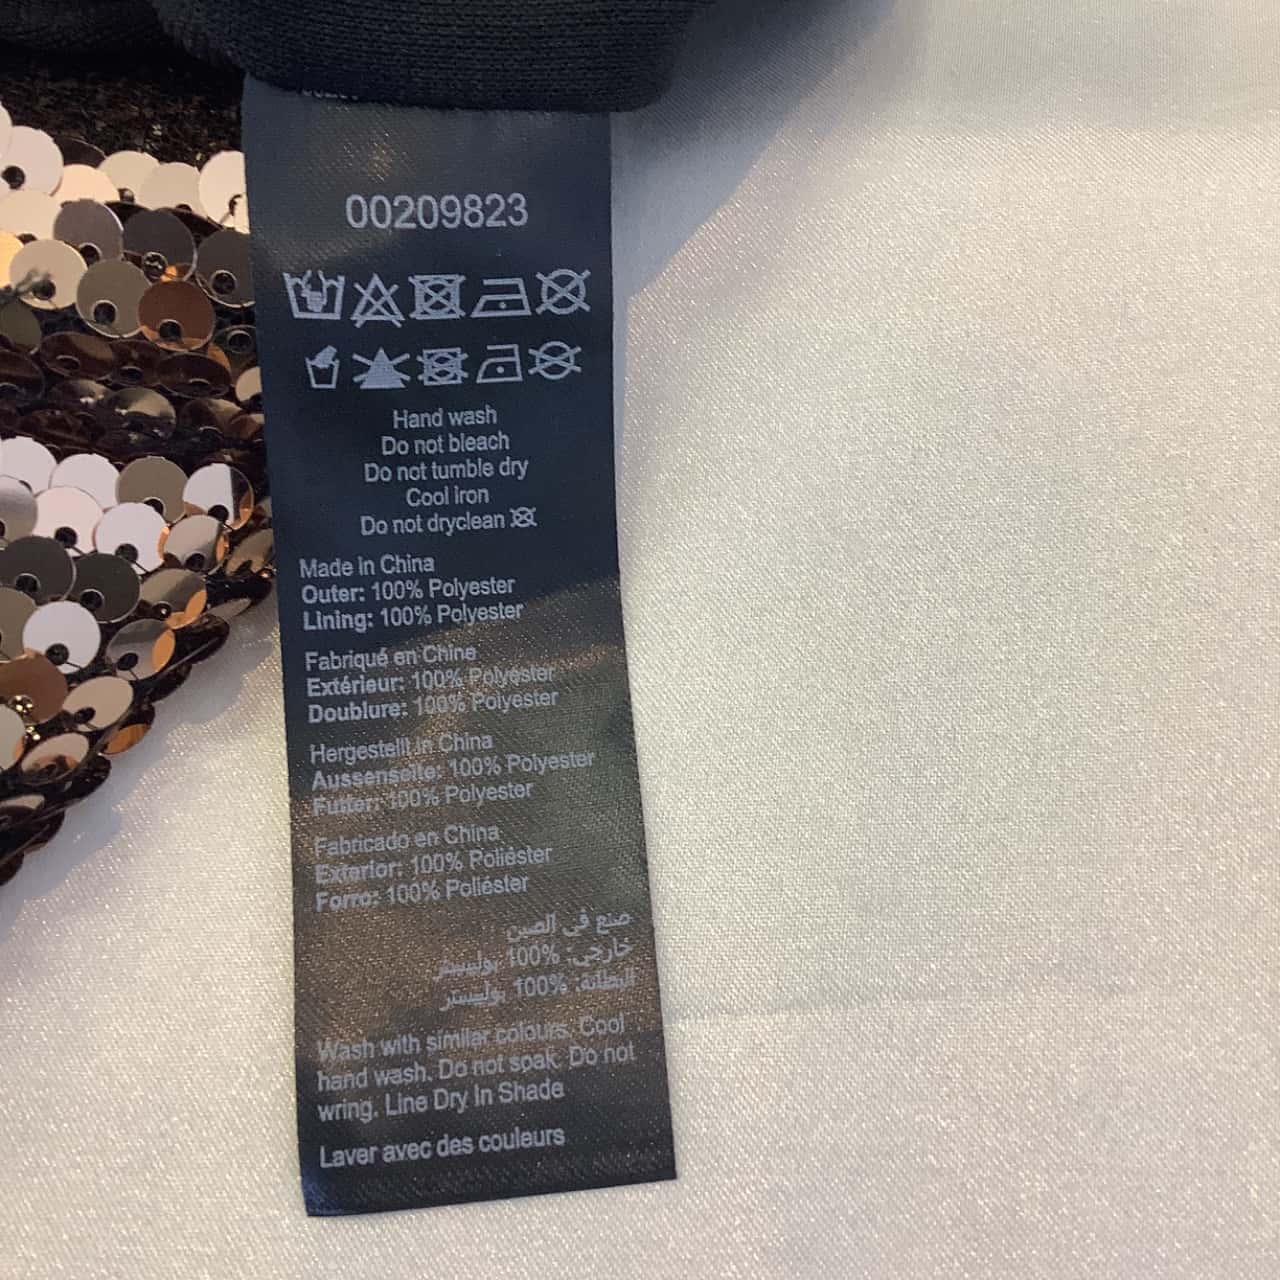 00209823
Hand wash
Do not bleach
Do not tumble dry
Cool iron
Do not dryclean
Made in China
Outer: 100% Polyester
Lining: 100% Polyester
Fabriqué en Chine
Extérieur: 100% Polyester
Doublure: 100% Polyester
Hergestellt in China
Aussenseite: 100% Polyester
Futter: 100% Polyester
Fabricado en China
Exterior: 100% Poliéster
Forro: 100% Poliéster
صنع في الصين
خارجي: 100% بوليستر
البطانة: 100% بوليستر
Wash with similar colours. Cool
hand wash. Do not soak. Do not
wring. Line Dry In Shade
Laver avec des couleurs